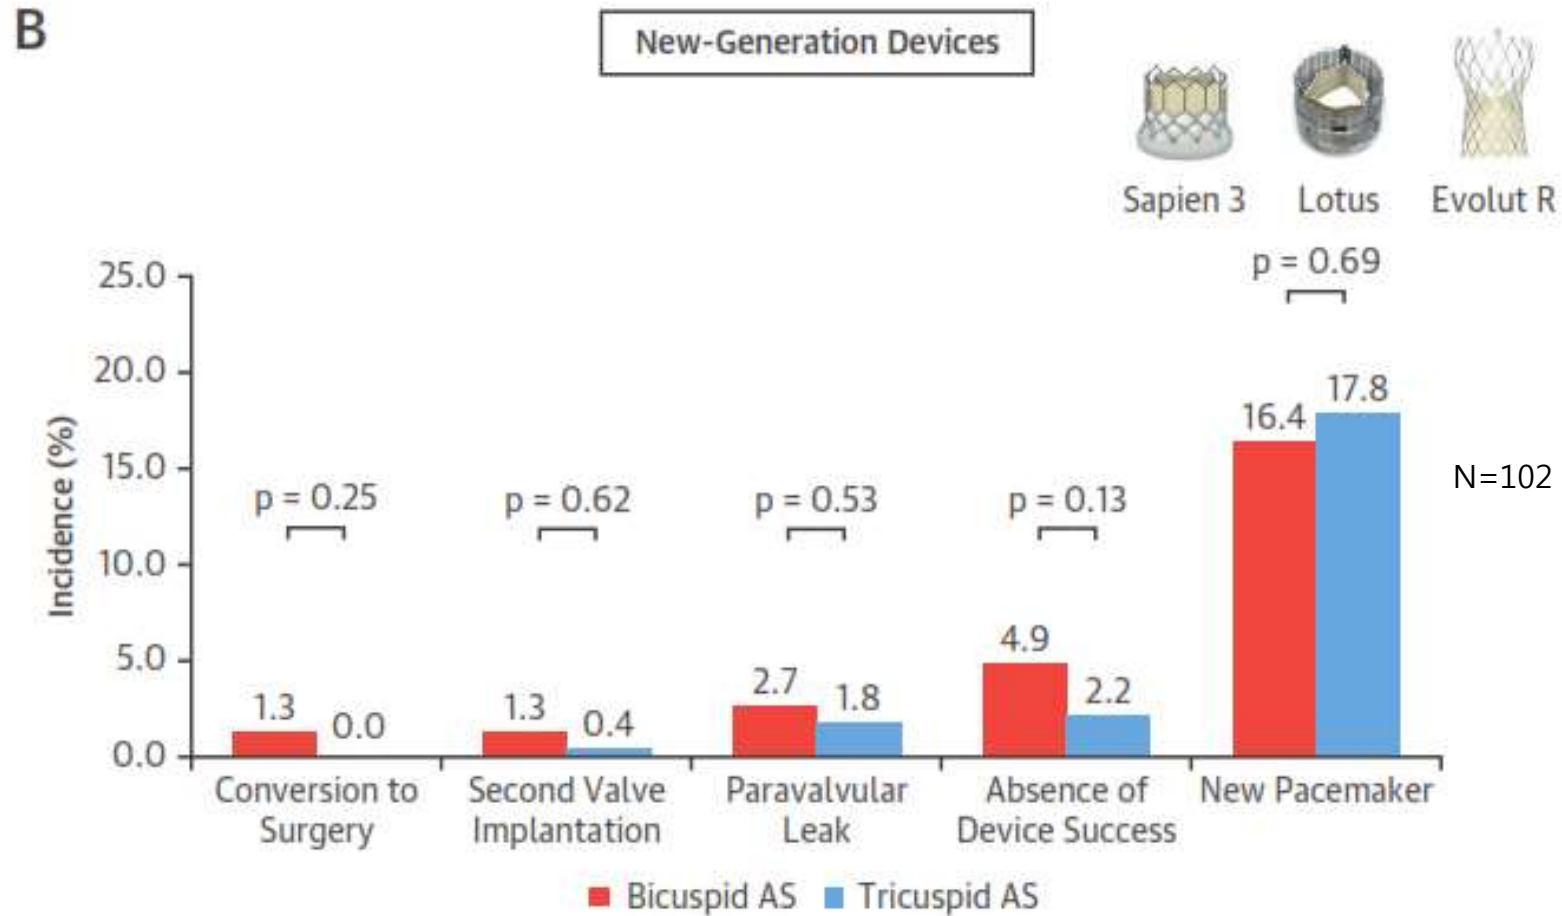 B
New-Generation Devices
Sapien 3 Lotus Evolut R
p = 0.69
25.0
20.0
15.0
10.0
5.0
0.0
Incidence (%)
p = 0.25 p = 0.62 p = 0.53 p = 0.13
1.3 0.0 1.3 0.4 2.7 1.8 4.9 2.2 16.4 17.8
N=102
Conversion to
Surgery
Second Valve
Implantation
Paravalvular
Leak
Absence of
Device Success
New Pacemaker
Bicuspid AS Tricuspid AS